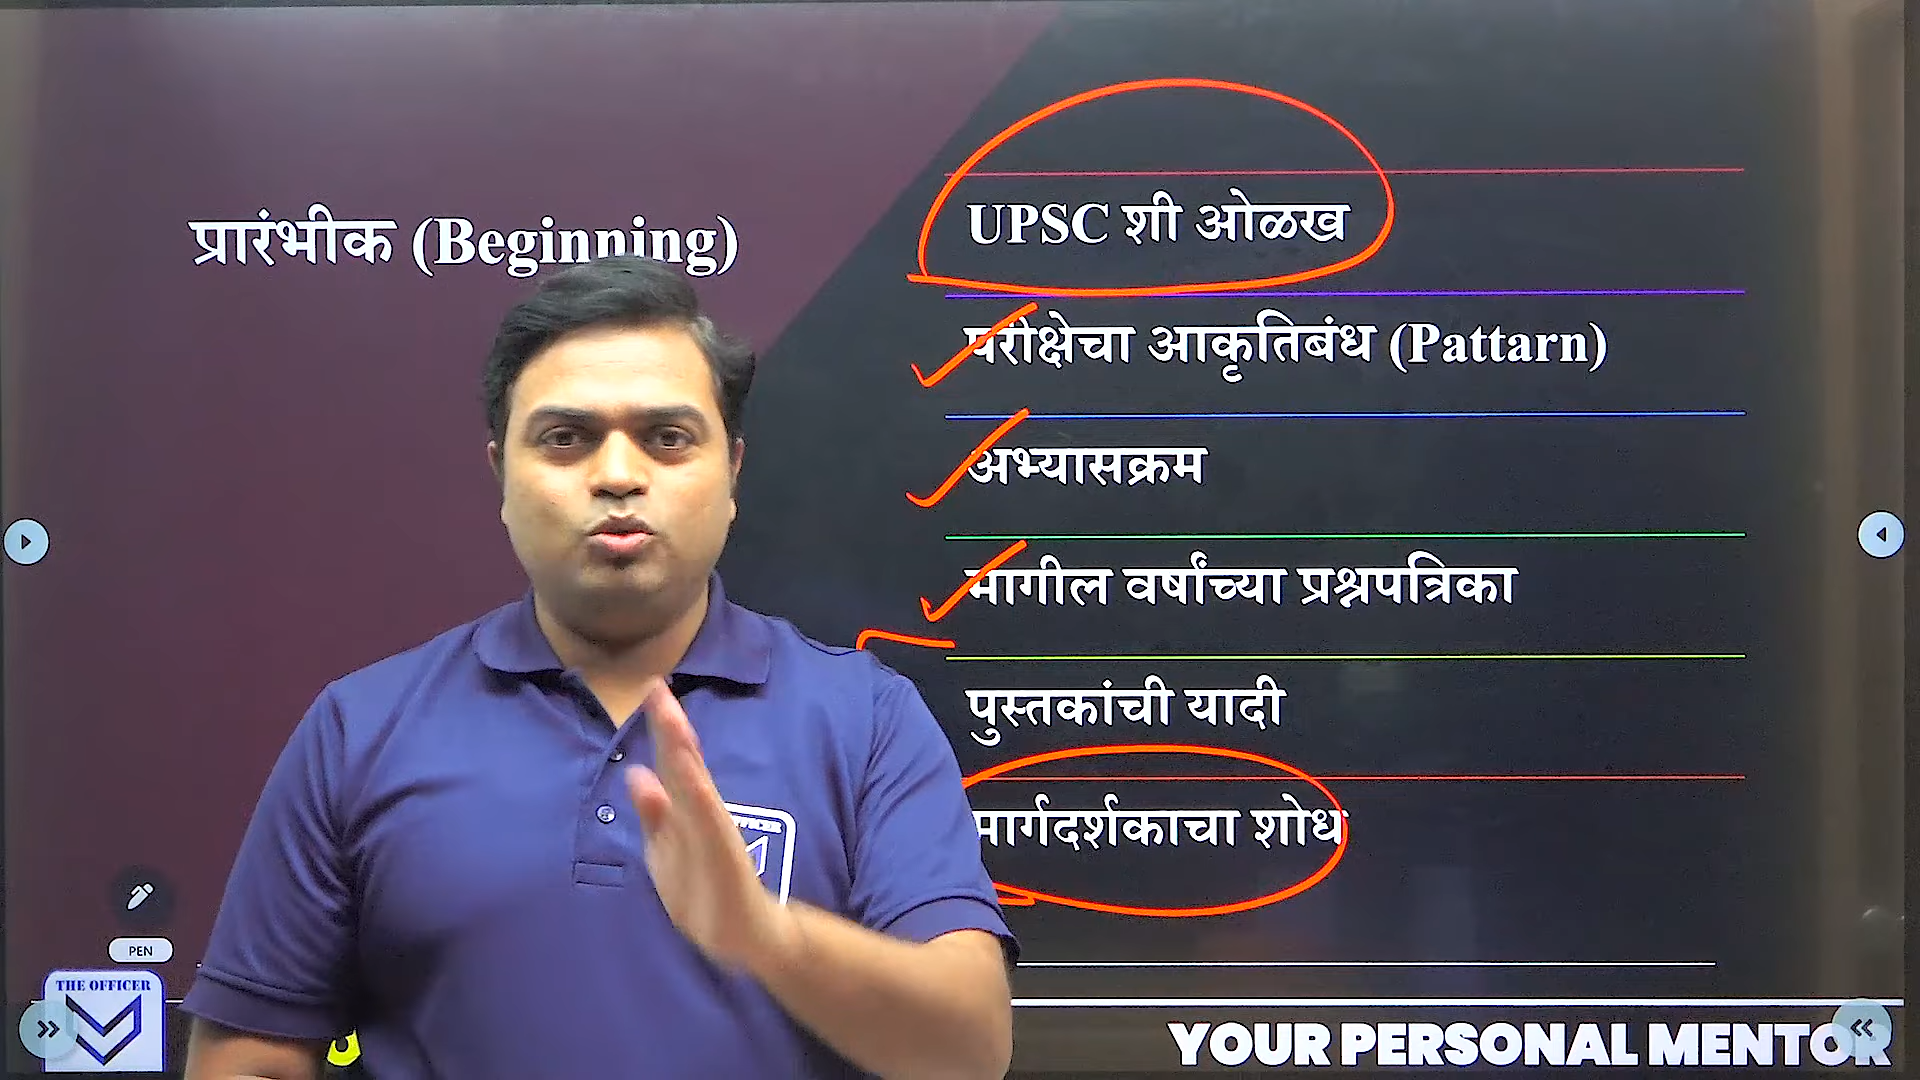 प्रारंभीक (Beginning)
UPSC शी ओळख
परीक्षेचा आकृतिबंध (Pattarn)
अभ्यासक्रम
मागील वर्षांच्या प्रश्नपत्रिका
पुस्तकांची यादी
मार्गदर्शकाचा शोध
PEN
THE OFFICER
YOUR PERSONAL MENTOR